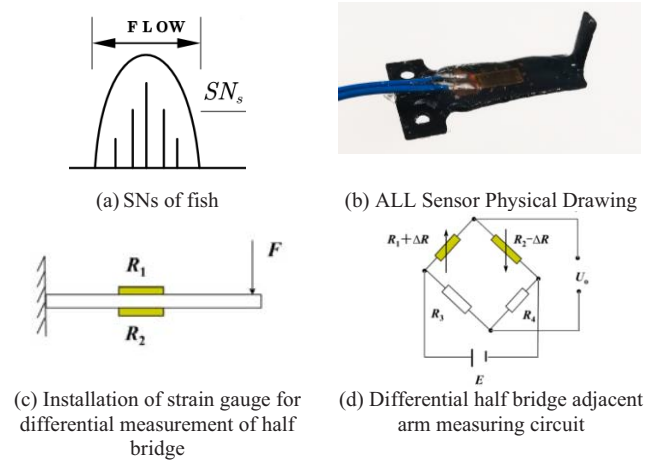 FLOW
SNₛ
(a) SNs of fish
(b) ALL Sensor Physical Drawing
R₁
R₂
F
(c) Installation of strain gauge for
differential measurement of half
bridge
R₁+ΔR
R₂-ΔR
R₃
R₄
Uₒ
E
(d) Differential half bridge adjacent
arm measuring circuit